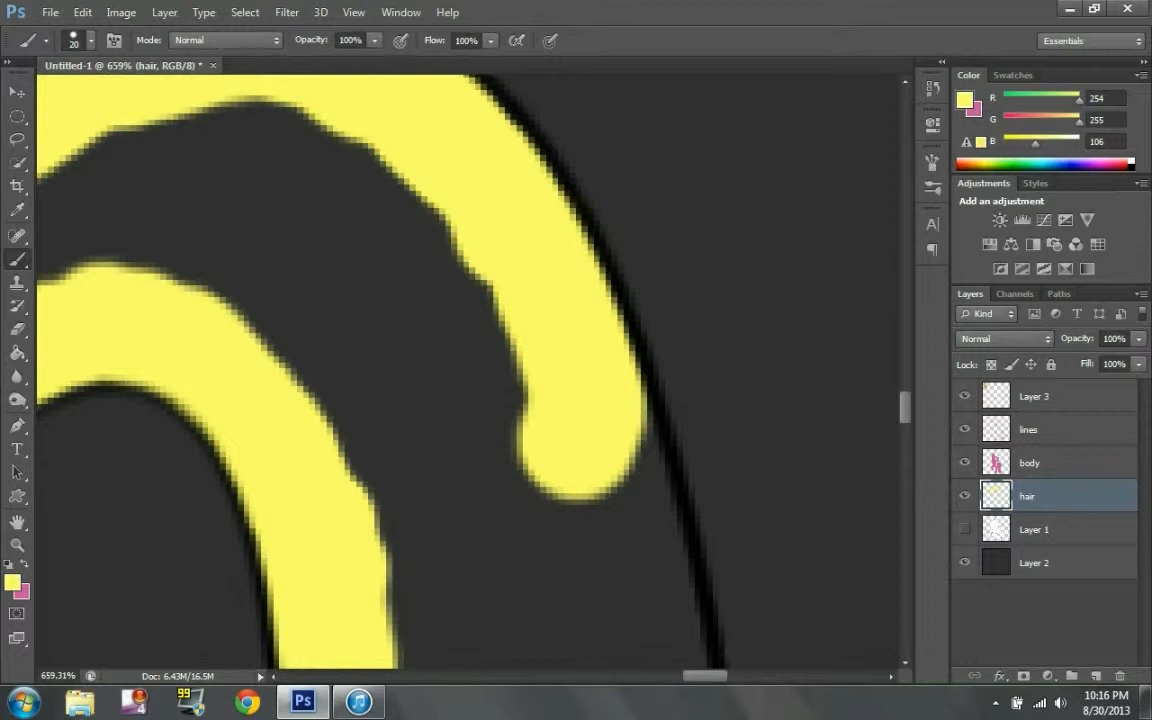 Ps File Edit Image Layer Type Select Filter 3D View Window Help
20 Mode: Normal Opacity: 100% Flow: 100% Essentials
Untitled-1 @ 659% (hair, RGB/8) * ×
Color Swatches
R 254
G 255
B 106
Adjustments Styles
Add an adjustment
Layers Channels Paths
Kind
Normal Opacity: 100%
Lock: Fill: 100%
Layer 3
lines
body
hair
Layer 1
Layer 2
659.31% Doc: 6.43M/16.5M
99 Ps
10:16 PM
8/30/2013